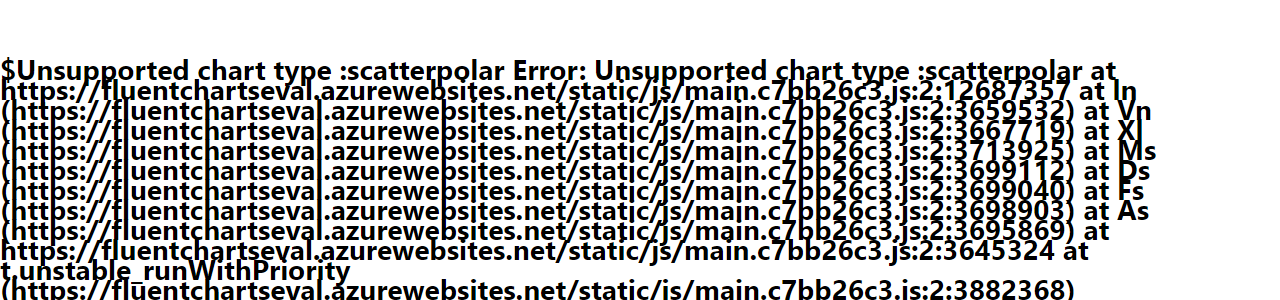 $Unsupported chart type :scatterpolar Error: Unsupported chart type :scatterpolar at
https://fluentchartseval.azurewebsites.net/static/js/main.c7bb26c3.js:2:12687357 at In
(https://fluentchartseval.azurewebsites.net/static/js/main.c7bb26c3.js:2:3659532) at Vn
(https://fluentchartseval.azurewebsites.net/static/js/main.c7bb26c3.js:2:3667719) at Xl
(https://fluentchartseval.azurewebsites.net/static/js/main.c7bb26c3.js:2:3713925) at Ms
(https://fluentchartseval.azurewebsites.net/static/js/main.c7bb26c3.js:2:3699112) at Ds
(https://fluentchartseval.azurewebsites.net/static/js/main.c7bb26c3.js:2:3699040) at Fs
(https://fluentchartseval.azurewebsites.net/static/js/main.c7bb26c3.js:2:3698903) at As
(https://fluentchartseval.azurewebsites.net/static/js/main.c7bb26c3.js:2:3695869) at
https://fluentchartseval.azurewebsites.net/static/js/main.c7bb26c3.js:2:3645324 at
t.unstable_runWithPriority
(https://fluentchartseval.azurewebsites.net/static/js/main.c7bb26c3.js:2:3882368)